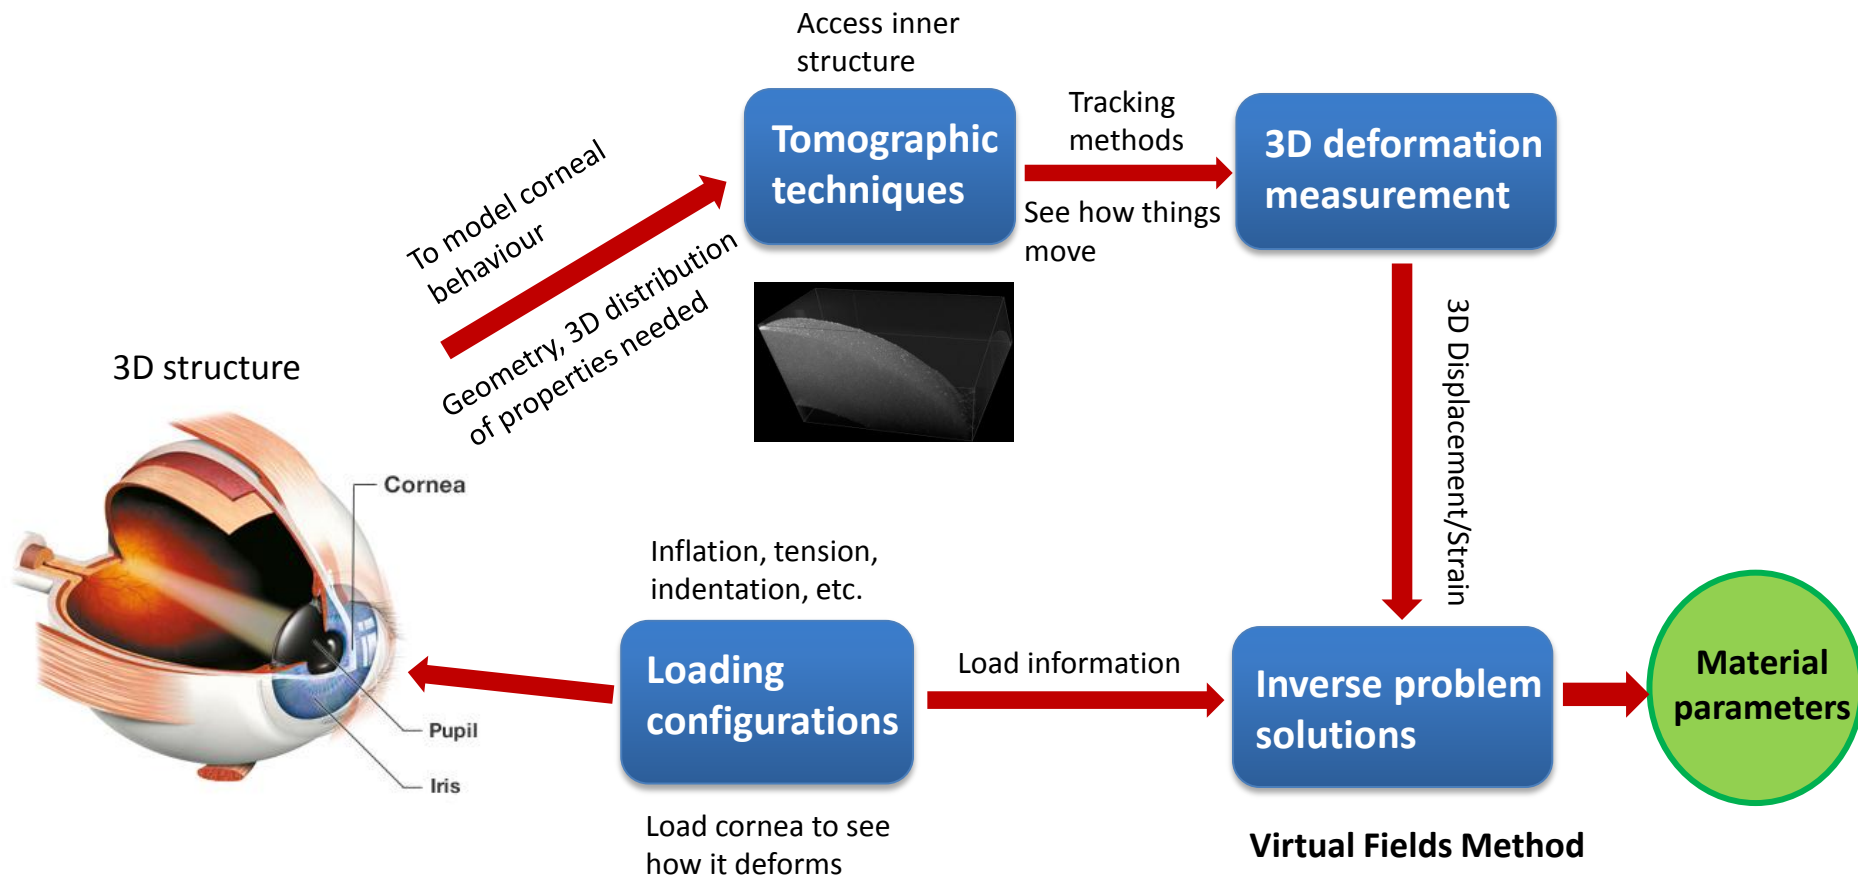 Access inner
structure
Tomographic
techniques
Tracking
methods
See how things
move
3D deformation
measurement
To model corneal
behaviour
Geometry, 3D distribution
of properties needed
3D Displacement/Strain
3D structure
Cornea
Pupil
Iris
Inflation, tension,
indentation, etc.
Loading
configurations
Load cornea to see
how it deforms
Load information
Inverse problem
solutions
Virtual Fields Method
Material
parameters